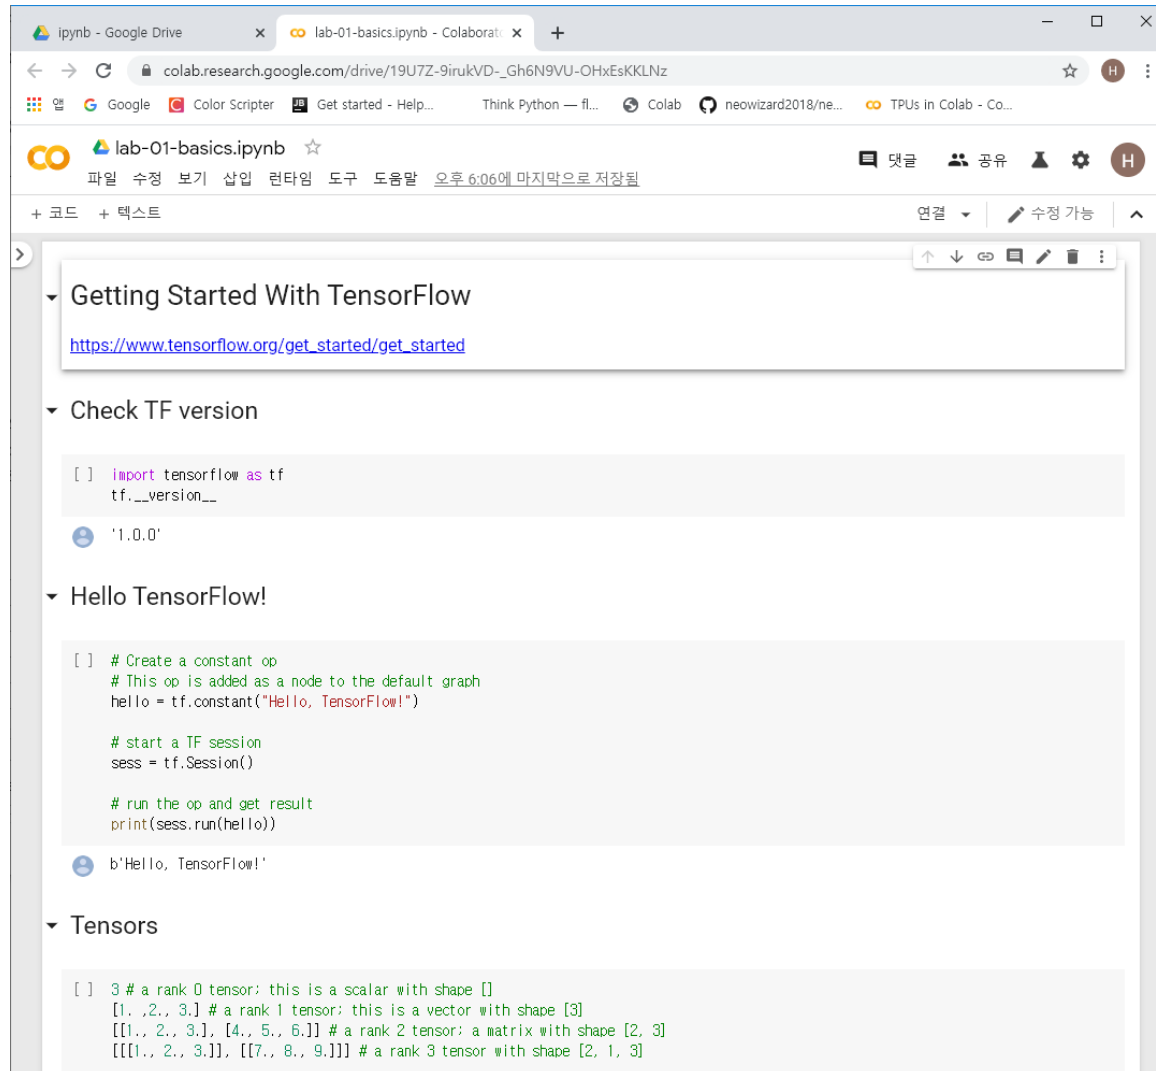 ipynb - Google Drive
lab-01-basics.ipynb - Colaborato
colab.research.google.com/drive/19U7Z-9irukVD-_Gh6N9VU-OHxEsKKLNz
H
앱 Google Color Scripter Get started - Help... Think Python — fl... Colab neowizard2018/ne... TPUs in Colab - Co...
lab-01-basics.ipynb
댓글 공유 H
파일 수정 보기 삽입 런타임 도구 도움말 오후 6:06에 마지막으로 저장됨
+ 코드 + 텍스트 연결 수정 가능
Getting Started With TensorFlow
https://www.tensorflow.org/get_started/get_started
Check TF version
[ ] import tensorflow as tf
tf.__version__
'1.0.0'
Hello TensorFlow!
[ ] # Create a constant op
# This op is added as a node to the default graph
hello = tf.constant("Hello, TensorFlow!")
# start a TF session
sess = tf.Session()
# run the op and get result
print(sess.run(hello))
b'Hello, TensorFlow!'
Tensors
[ ] 3 # a rank 0 tensor; this is a scalar with shape []
[1. ,2., 3.] # a rank 1 tensor; this is a vector with shape [3]
[[1., 2., 3.], [4., 5., 6.]] # a rank 2 tensor; a matrix with shape [2, 3]
[[[1., 2., 3.]], [[7., 8., 9.]]] # a rank 3 tensor with shape [2, 1, 3]